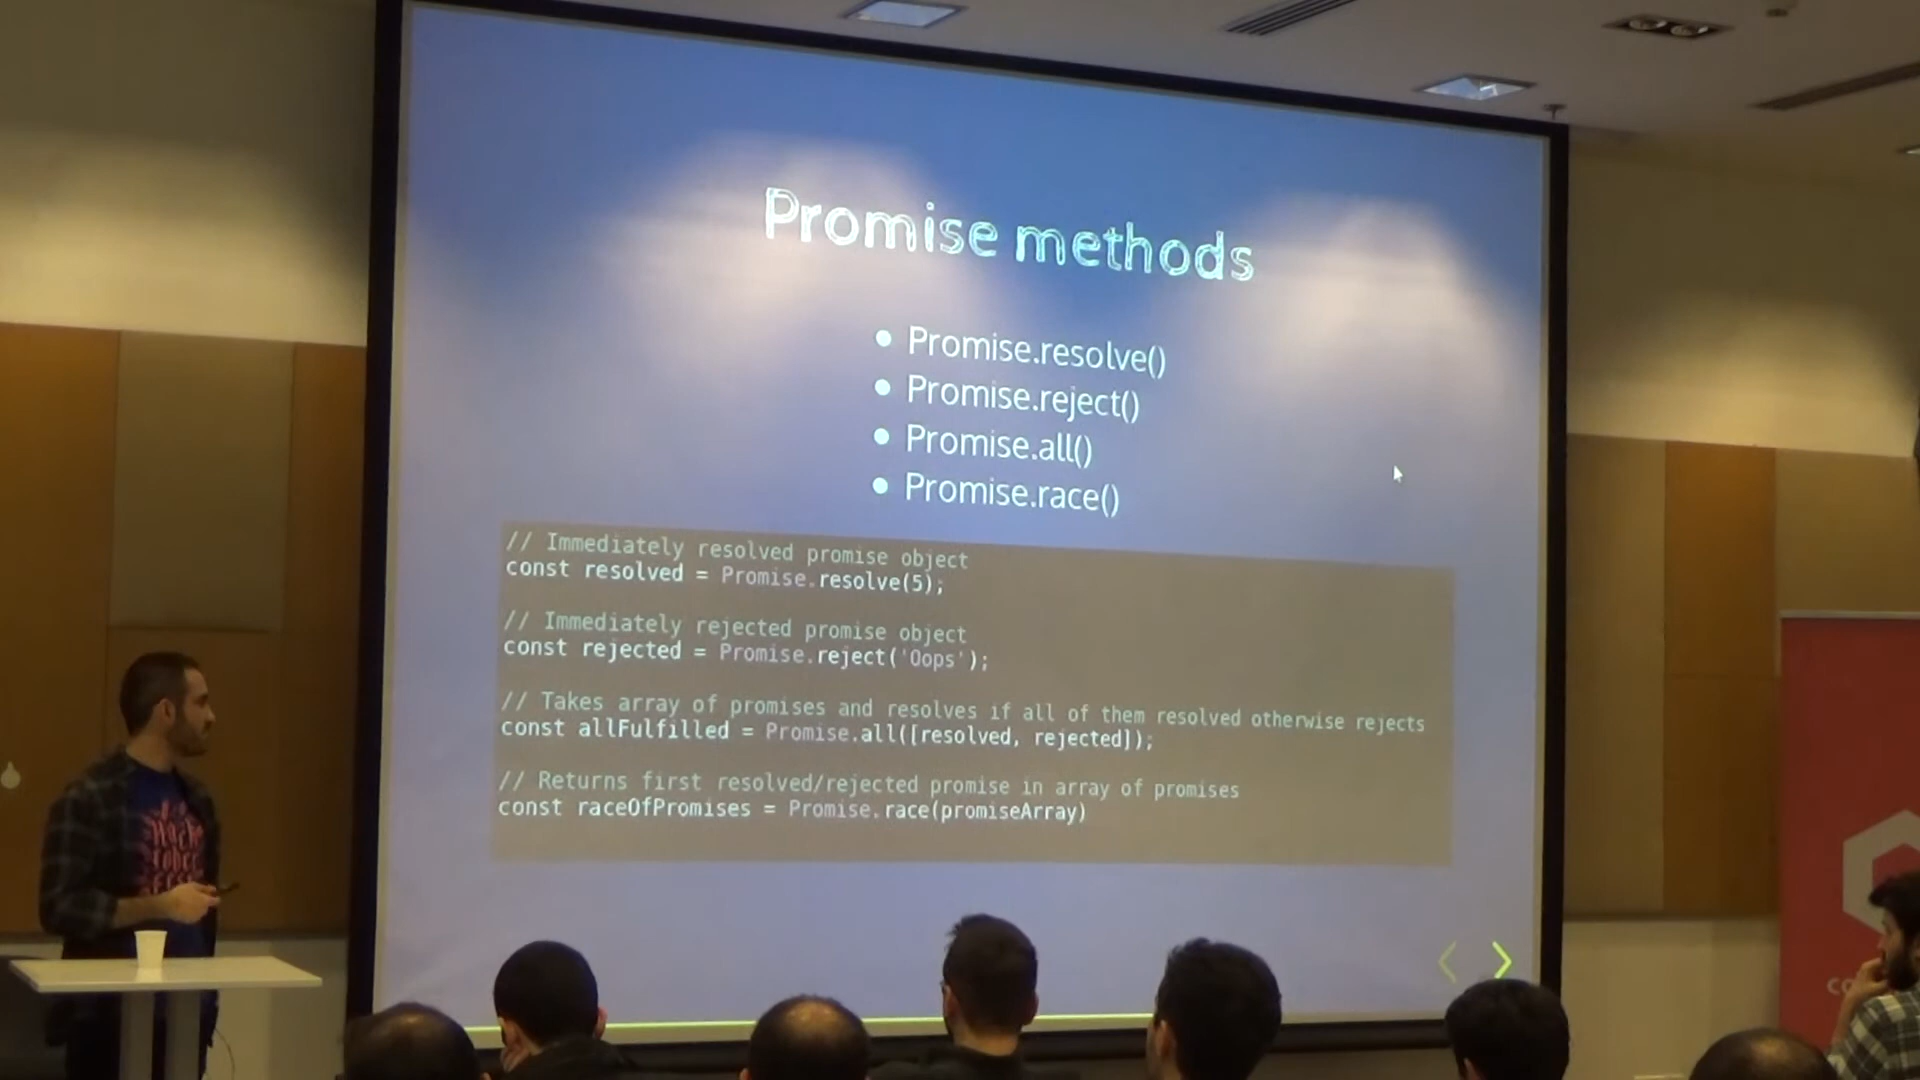 Promise methods
Promise.resolve()
Promise.reject()
Promise.all()
Promise.race()
// Immediately resolved promise object
const resolved = Promise.resolve(5);
// Immediately rejected promise object
const rejected = Promise.reject('Oops');
// Takes array of promises and resolves if all of them resolved otherwise rejects
const allFulfilled = Promise.all([resolved, rejected]);
// Returns first resolved/rejected promise in array of promises
const raceOfPromises = Promise.race(promiseArray)